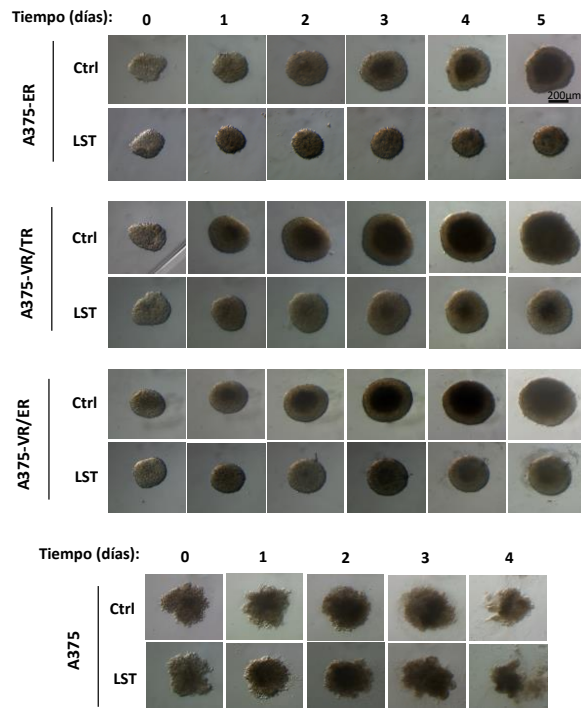 Tiempo (días): 0 1 2 3 4 5
A375-ER
Ctrl
200µm
LST
A375-VR/TR
Ctrl
LST
A375-VR/ER
Ctrl
LST
Tiempo (días): 0 1 2 3 4
A375
Ctrl
LST